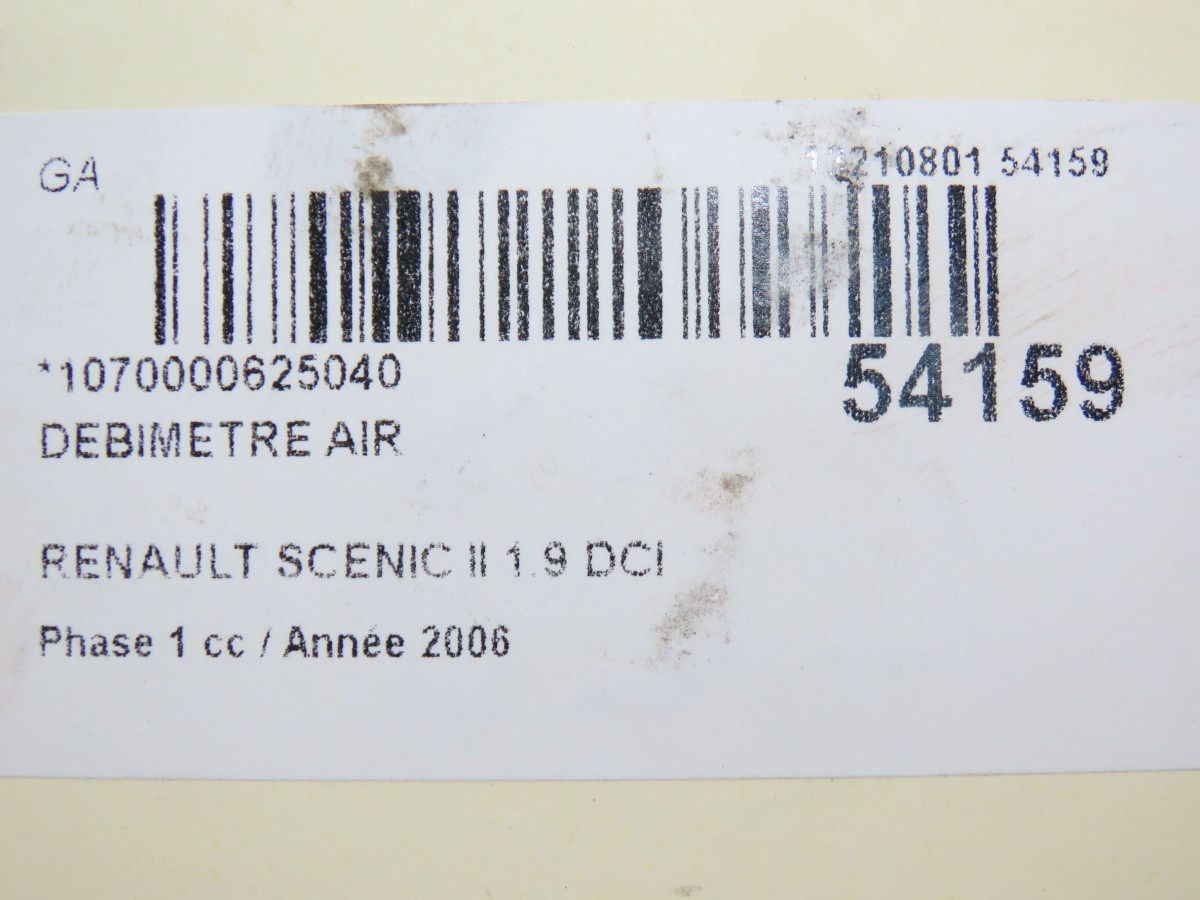 GA
54159
*1070000625040
54159
DEBIMETRE AIR
RENAULT SCENIC II 1.9 DCI
Phase 1 cc / Année 2006